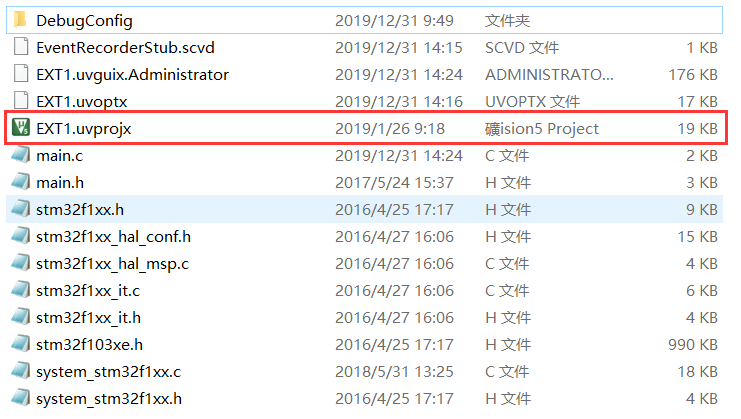 DebugConfig 2019/12/31 9:49 文件夹
EventRecorderStub.scvd 2019/12/31 14:15 SCVD 文件 1 KB
EXT1.uvguix.Administrator 2019/12/31 14:24 ADMINISTRATO... 176 KB
EXT1.uvoptx 2019/12/31 14:16 UVOPTX 文件 17 KB
EXT1.uvprojx 2019/1/26 9:18 礦ision5 Project 19 KB
main.c 2019/12/31 14:24 C 文件 2 KB
main.h 2017/5/24 15:37 H 文件 3 KB
stm32f1xx.h 2016/4/25 17:17 H 文件 9 KB
stm32f1xx_hal_conf.h 2016/4/27 16:06 H 文件 15 KB
stm32f1xx_hal_msp.c 2016/4/27 16:06 C 文件 4 KB
stm32f1xx_it.c 2016/4/27 16:06 C 文件 6 KB
stm32f1xx_it.h 2016/4/27 16:06 H 文件 4 KB
stm32f103xe.h 2016/4/25 17:17 H 文件 990 KB
system_stm32f1xx.c 2018/5/31 13:25 C 文件 18 KB
system_stm32f1xx.h 2016/4/25 17:17 H 文件 4 KB